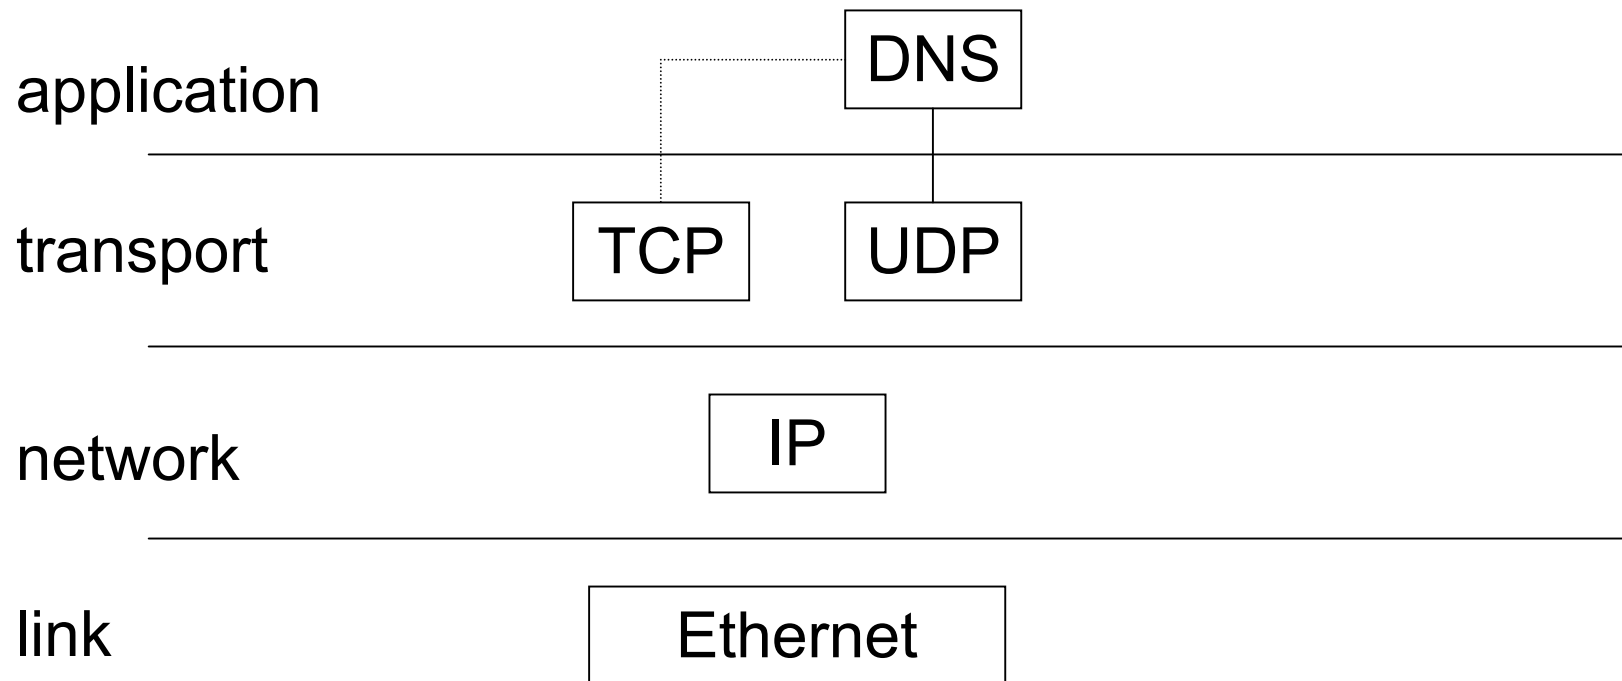 DNS
application
transport
TCP
UDP
network
IP
link
Ethernet